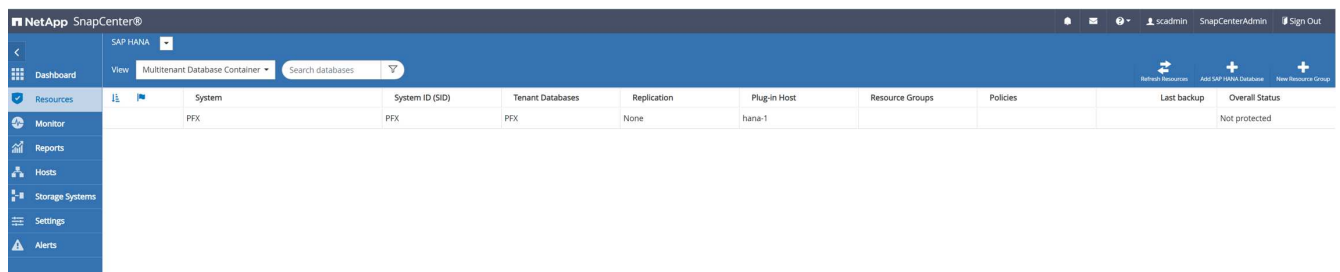 NetApp SnapCenter®
scadmin SnapCenterAdmin Sign Out
SAP HANA
Dashboard
View Multitenant Database Container Search databases
Refresh Resources Add SAP HANA Database New Resource Group
Resources
System System ID (SID) Tenant Databases Replication Plug-in Host Resource Groups Policies Last backup Overall Status
PFX PFX PFX None hana-1 Not protected
Monitor
Reports
Hosts
Storage Systems
Settings
Alerts